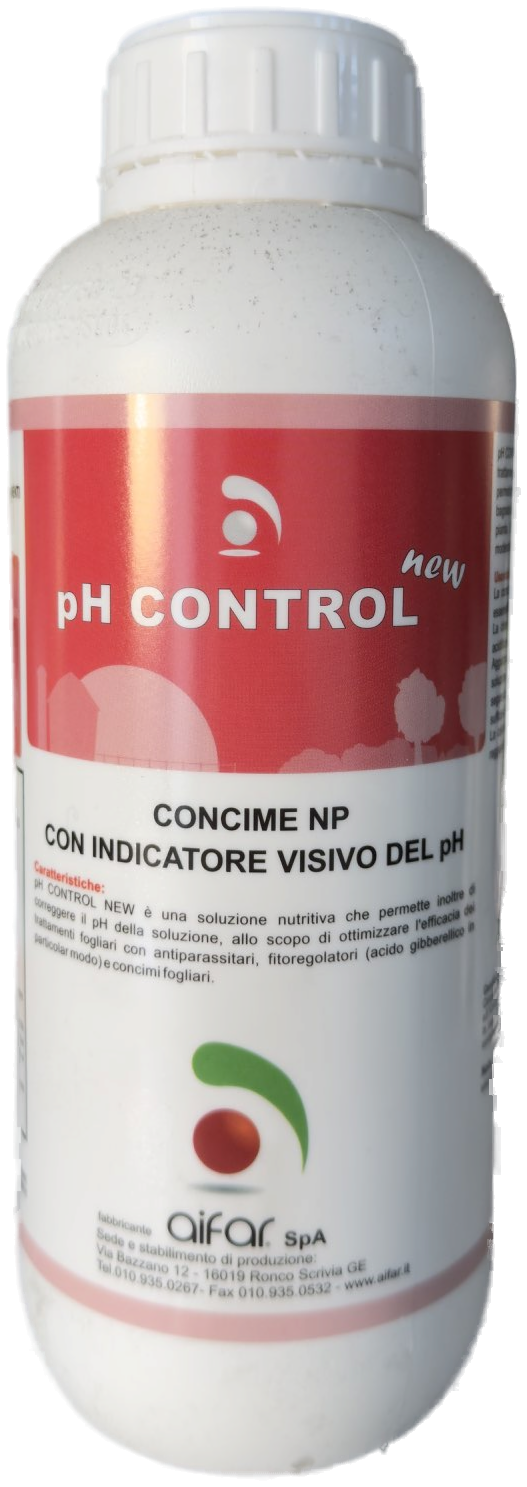 new
pH CONTROL
CONCIME NP
CON INDICATORE VISIVO DEL pH
Caratteristiche:
pH CONTROL NEW è una soluzione nutritiva che permette inoltre di
correggere il pH della soluzione, allo scopo di ottimizzare l'efficacia dei
trattamenti fogliari con antiparassitari, fitoregolatori (acido gibberellico in
particolar modo) e concimi fogliari.
fabbricante aifar SpA
Sede e stabilimento di produzione:
Via Bazzano 12 - 16019 Ronco Scrivia GE
Tel.010.935.0267- Fax 010.935.0532 - www.aifar.it